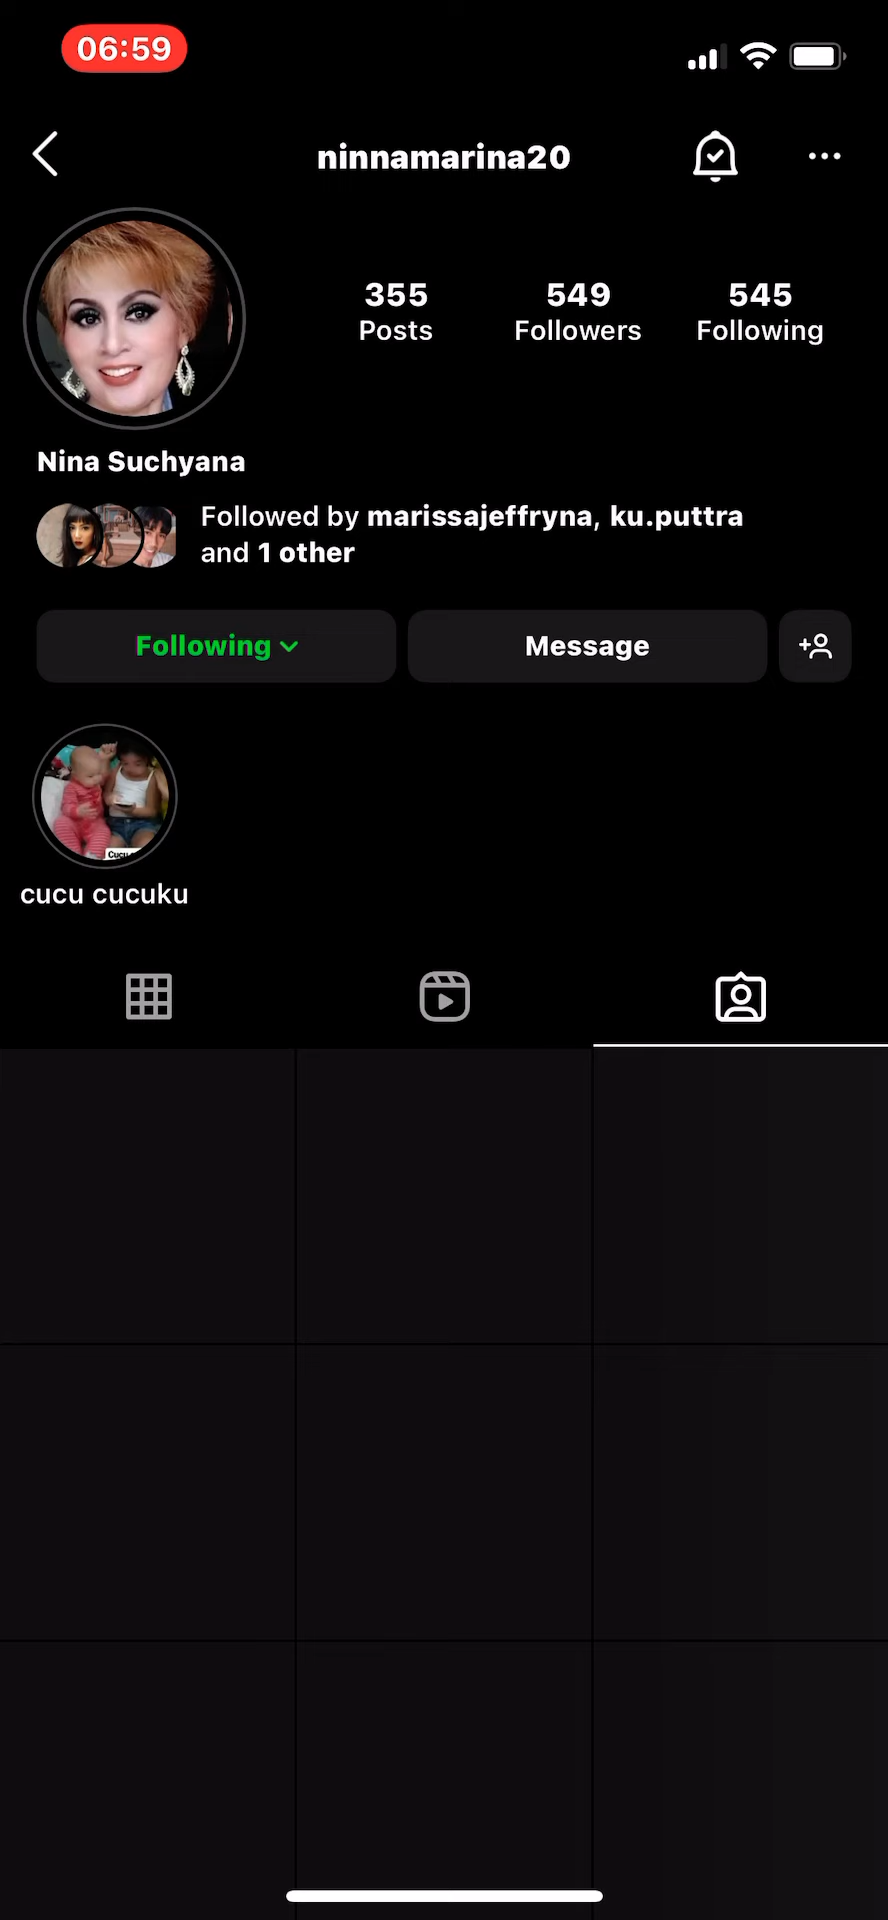 06:59
ninnamarina20
355
Posts
549
Followers
545
Following
Nina Suchyana
Followed by marissajeffryna, ku.puttra
and 1 other
Following
Message
cucu cucuku